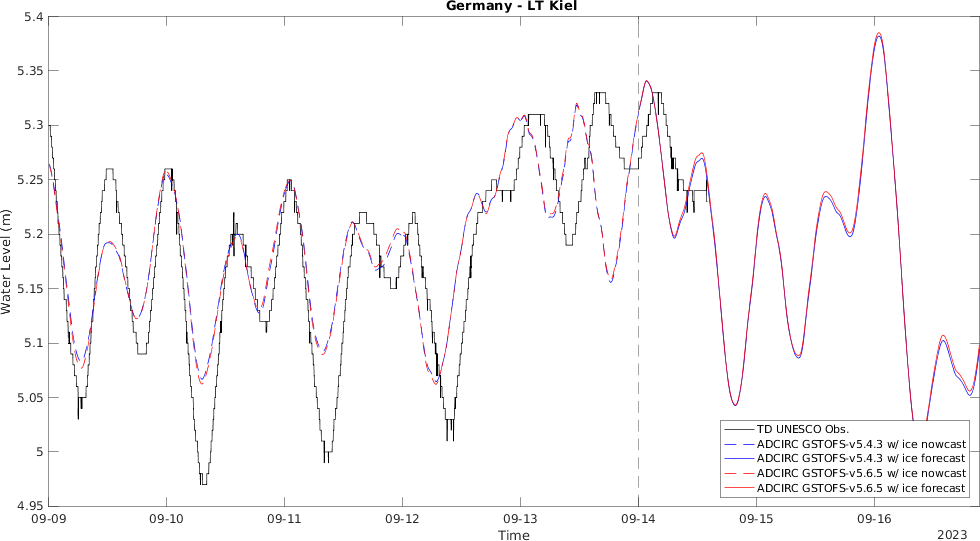 Germany - LT Kiel
5.4
5.35
5.3
5.25
5.2
5.15
5.1
5.05
5
4.95
Water Level (m)
09-09
09-10
09-11
09-12
09-13
09-14
09-15
09-16
Time
2023
TD UNESCO Obs.
ADCIRC GSTOFS-v5.4.3 w/ ice nowcast
ADCIRC GSTOFS-v5.4.3 w/ ice forecast
ADCIRC GSTOFS-v5.6.5 w/ ice nowcast
ADCIRC GSTOFS-v5.6.5 w/ ice forecast